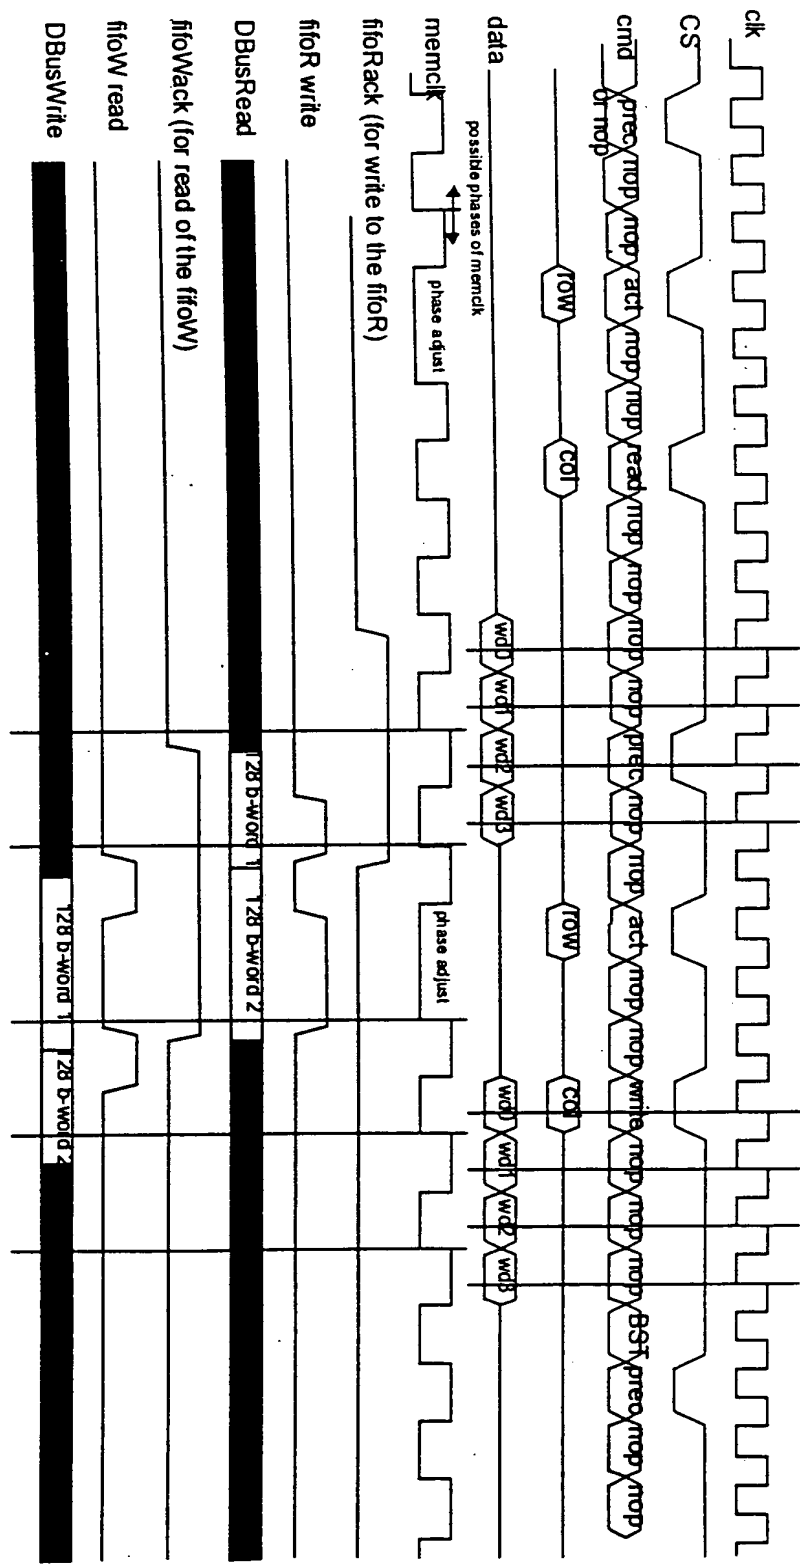 clk
CS
cmd
prec nop nop act nop nop read nop nop nop nop prec nop nop act nop nop write nop nop nop nop BST prec nop nop
or nop
row col row col
data
wd0 wd1 wd2 wd3 wd0 wd1 wd2 wd3
possible phases of memclk
memclk
phase adjust phase adjust
fifoRack (for write to the fifoR)
fifoR write
DBusRead
128 b-word 1 128 b-word 2
fifoWack (for read of the fifoW)
fifoW read
DBusWrite
128 b-word 1 128 b-word 2